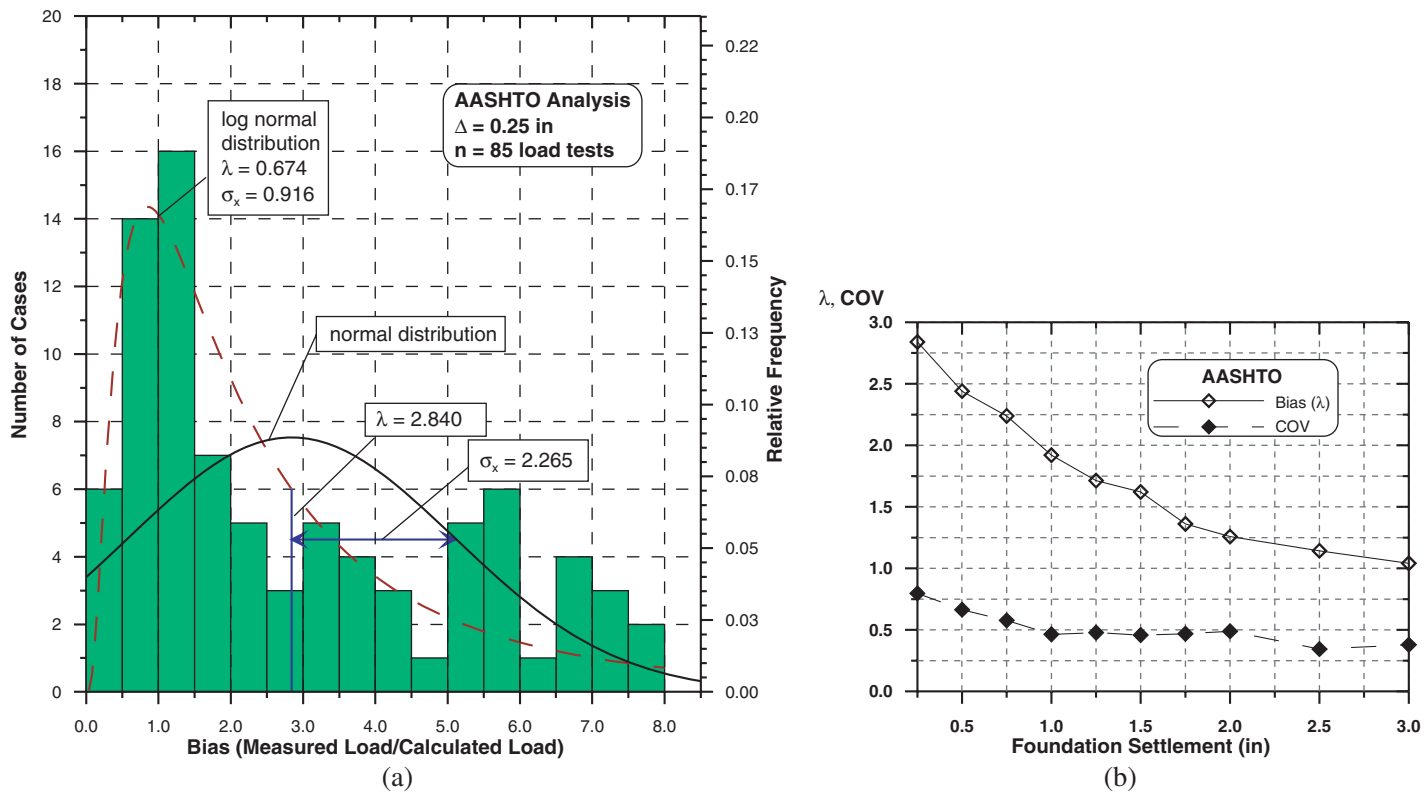 20
18
16
14
12
10
8
6
4
2
0
Number of Cases
log normal
distribution
λ = 0.674
σx = 0.916
AASHTO Analysis
Δ = 0.25 in
n = 85 load tests
normal distribution
λ = 2.840
σx = 2.265
0.22
0.20
0.17
0.15
0.13
0.10
0.08
0.05
0.03
0.00
Relative Frequency
0.0 1.0 2.0 3.0 4.0 5.0 6.0 7.0 8.0
Bias (Measured Load/Calculated Load)
(a)
λ, COV
3.0
2.5
2.0
1.5
1.0
0.5
0.0
AASHTO
Bias (λ)
COV
0.5 1.0 1.5 2.0 2.5 3.0
Foundation Settlement (in)
(b)